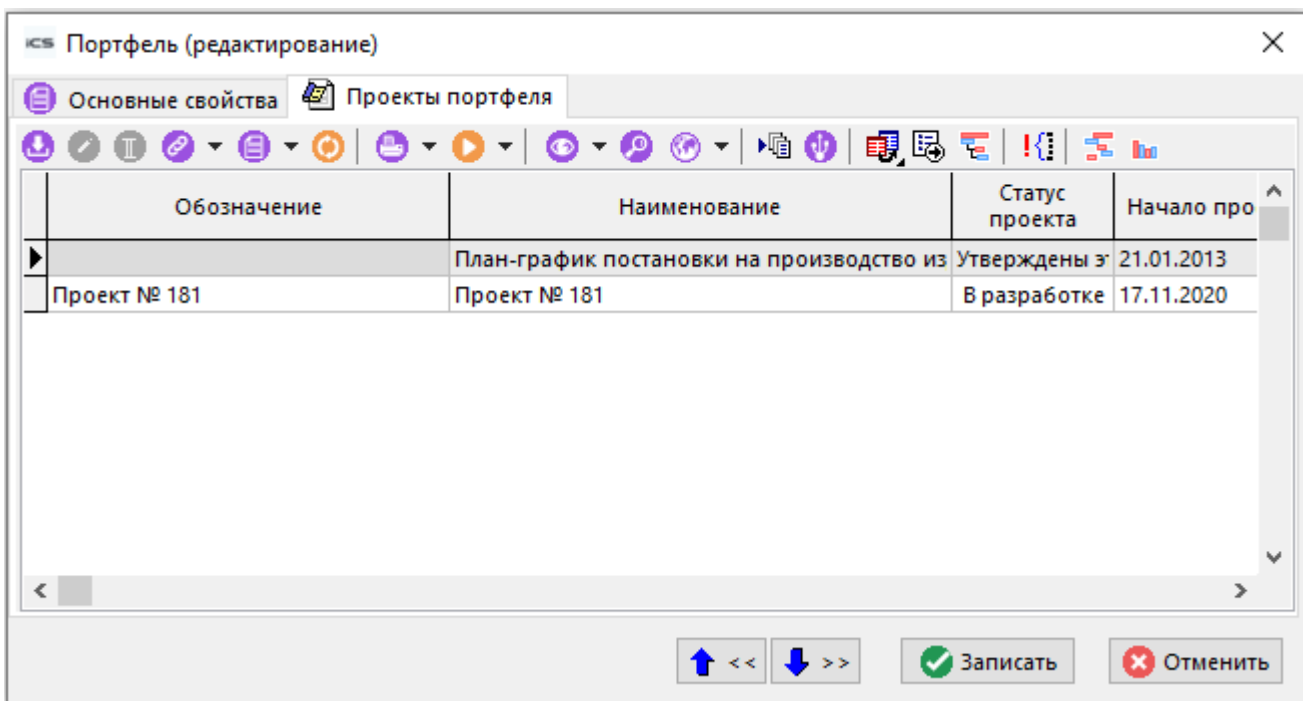 iCS Портфель (редактирование)
Основные свойства Проекты портфеля
Обозначение Наименование Статус проекта Начало про
План-график постановки на производство из Утверждены эт 21.01.2013
Проект № 181 Проект № 181 В разработке 17.11.2020
<< >> Записать Отменить